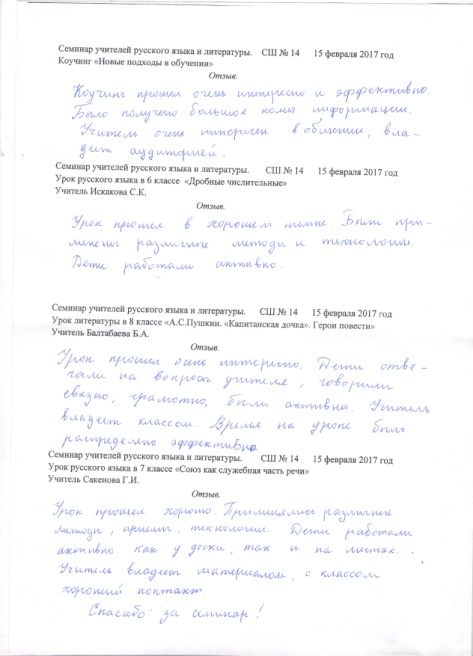 Семинар учителей русского языка и литературы. СШ № 14 15 февраля 2017 год
Коучинг «Новые подходы в обучении»
Отзыв.
Коучинг прошел очень интересно и эффективно.
Было получено большое кол-во информации.
Учитель очень интересен в общении, вла-
деет аудиторией.
Семинар учителей русского языка и литературы. СШ № 14 15 февраля 2017 год
Урок русского языка в 6 классе «Дробные числительные»
Учитель Искакова С.К.
Отзыв.
Урок прошел в хорошем темпе. Были при-
менены различные методы и технологии.
Дети работали активно.
Семинар учителей русского языка и литературы. СШ № 14 15 февраля 2017 год
Урок литературы в 8 классе «А.С.Пушкин. «Капитанская дочка». Герои повести»
Учитель Балтабаева Б.А.
Отзыв.
Урок прошел очень интересно. Дети отве-
чали на вопросы учителя, говорили
связно, грамотно, были активны. Учитель
владеет классом. Время на уроке было
распределено эффективно.
Семинар учителей русского языка и литературы. СШ № 14 15 февраля 2017 год
Урок русского языка в 7 классе «Союз как служебная часть речи»
Учитель Сакенова Г.И.
Отзыв.
Урок прошел хорошо. Применялись различные
методы, приемы, технологии. Дети работали
активно как у доски, так и на местах.
Учитель владеет материалом, с классом
хороший контакт
Спасибо за семинар!